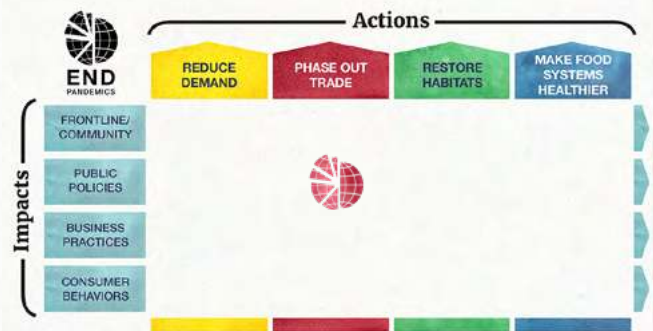 Actions
END
PANDEMICS
REDUCE
DEMAND
PHASE OUT
TRADE
RESTORE
HABITATS
MAKE FOOD
SYSTEMS
HEALTHIER
Impacts
FRONTLINE/
COMMUNITY
PUBLIC
POLICIES
BUSINESS
PRACTICES
CONSUMER
BEHAVIORS